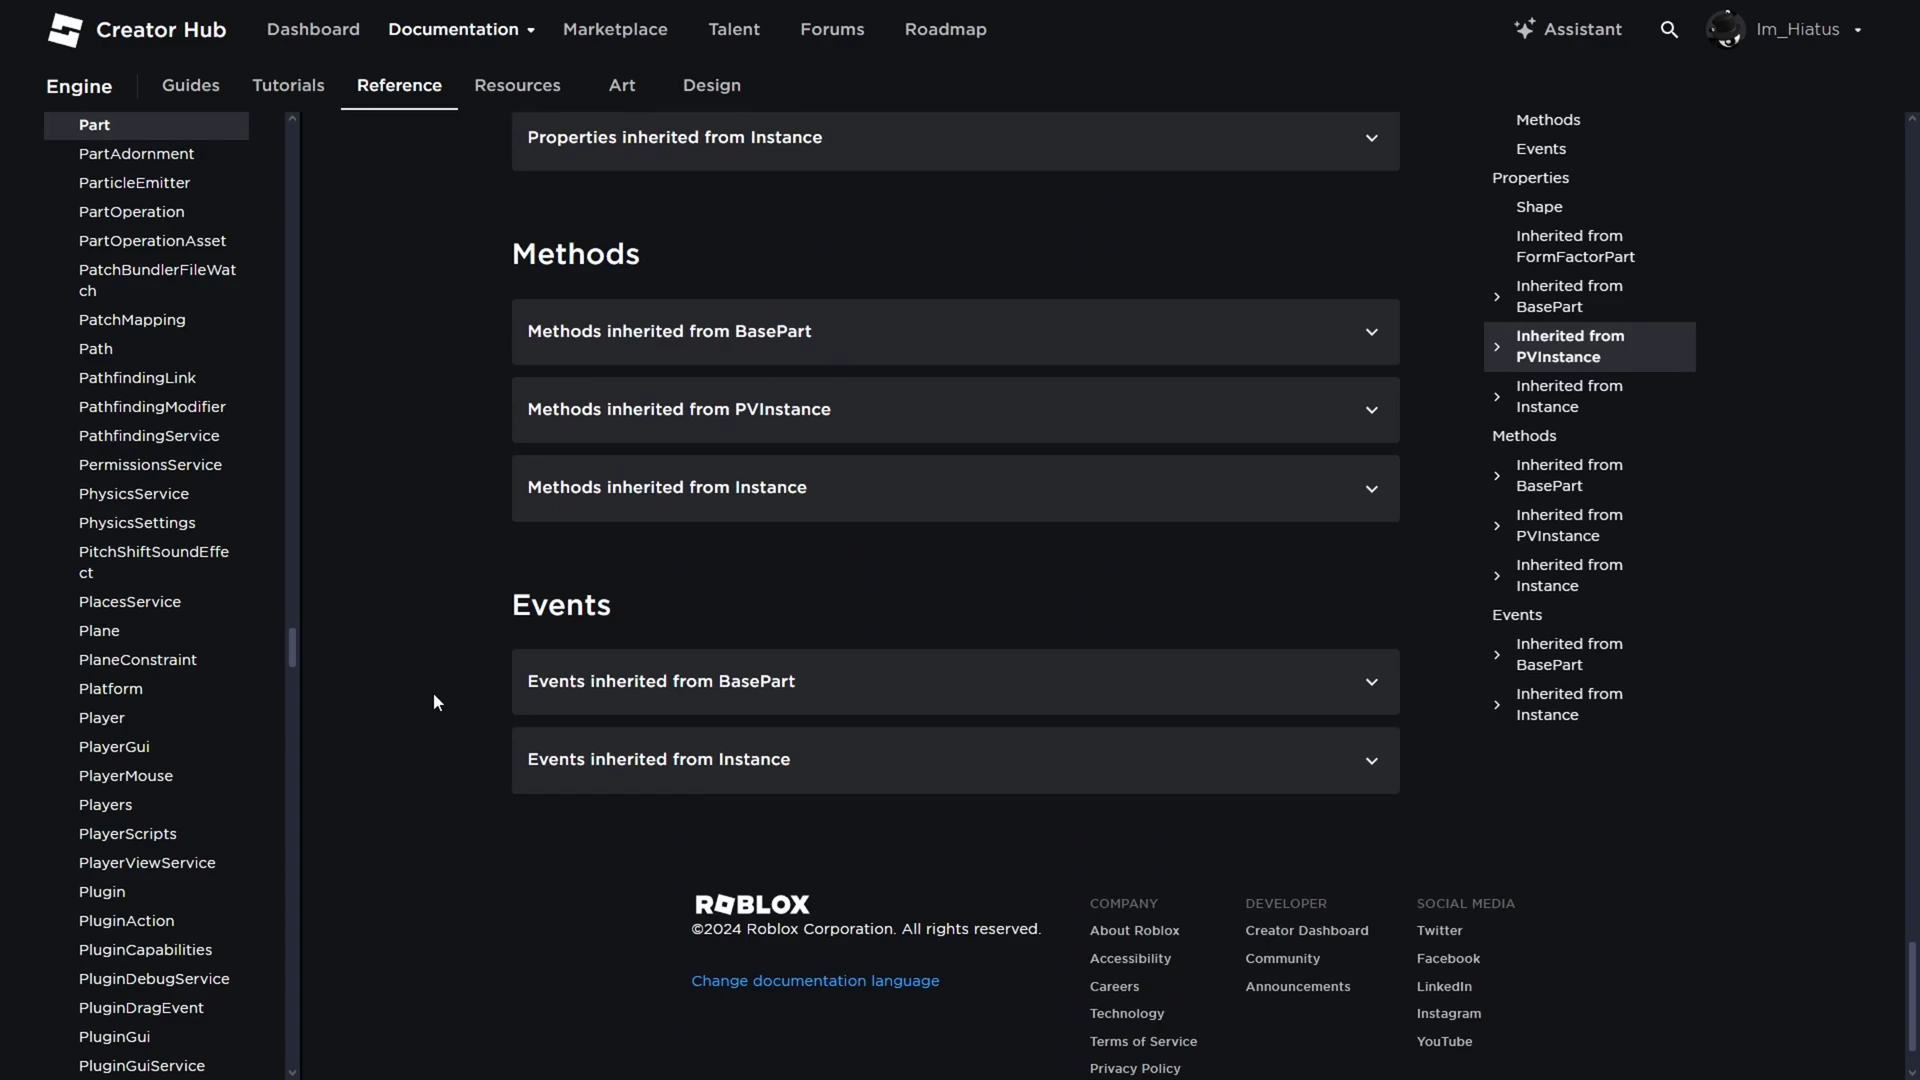 Creator Hub
Dashboard
Documentation
Marketplace
Talent
Forums
Roadmap
Assistant
Im_Hiatus
Engine
Guides
Tutorials
Reference
Resources
Art
Design
Part
PartAdornment
ParticleEmitter
PartOperation
PartOperationAsset
PatchBundlerFileWat
ch
PatchMapping
Path
PathfindingLink
PathfindingModifier
PathfindingService
PermissionsService
PhysicsService
PhysicsSettings
PitchShiftSoundEffe
ct
PlacesService
Plane
PlaneConstraint
Platform
Player
PlayerGui
PlayerMouse
Players
PlayerScripts
PlayerViewService
Plugin
PluginAction
PluginCapabilities
PluginDebugService
PluginDragEvent
PluginGui
PluginGuiService
Properties inherited from Instance
Methods
Methods inherited from BasePart
Methods inherited from PVInstance
Methods inherited from Instance
Events
Events inherited from BasePart
Events inherited from Instance
Methods
Events
Properties
Shape
Inherited from
FormFactorPart
Inherited from
BasePart
Inherited from
PVInstance
Inherited from
Instance
Methods
Inherited from
BasePart
Inherited from
PVInstance
Inherited from
Instance
Events
Inherited from
BasePart
Inherited from
Instance
ROBLOX
©2024 Roblox Corporation. All rights reserved.
Change documentation language
COMPANY
About Roblox
Accessibility
Careers
Technology
Terms of Service
Privacy Policy
DEVELOPER
Creator Dashboard
Community
Announcements
SOCIAL MEDIA
Twitter
Facebook
LinkedIn
Instagram
YouTube